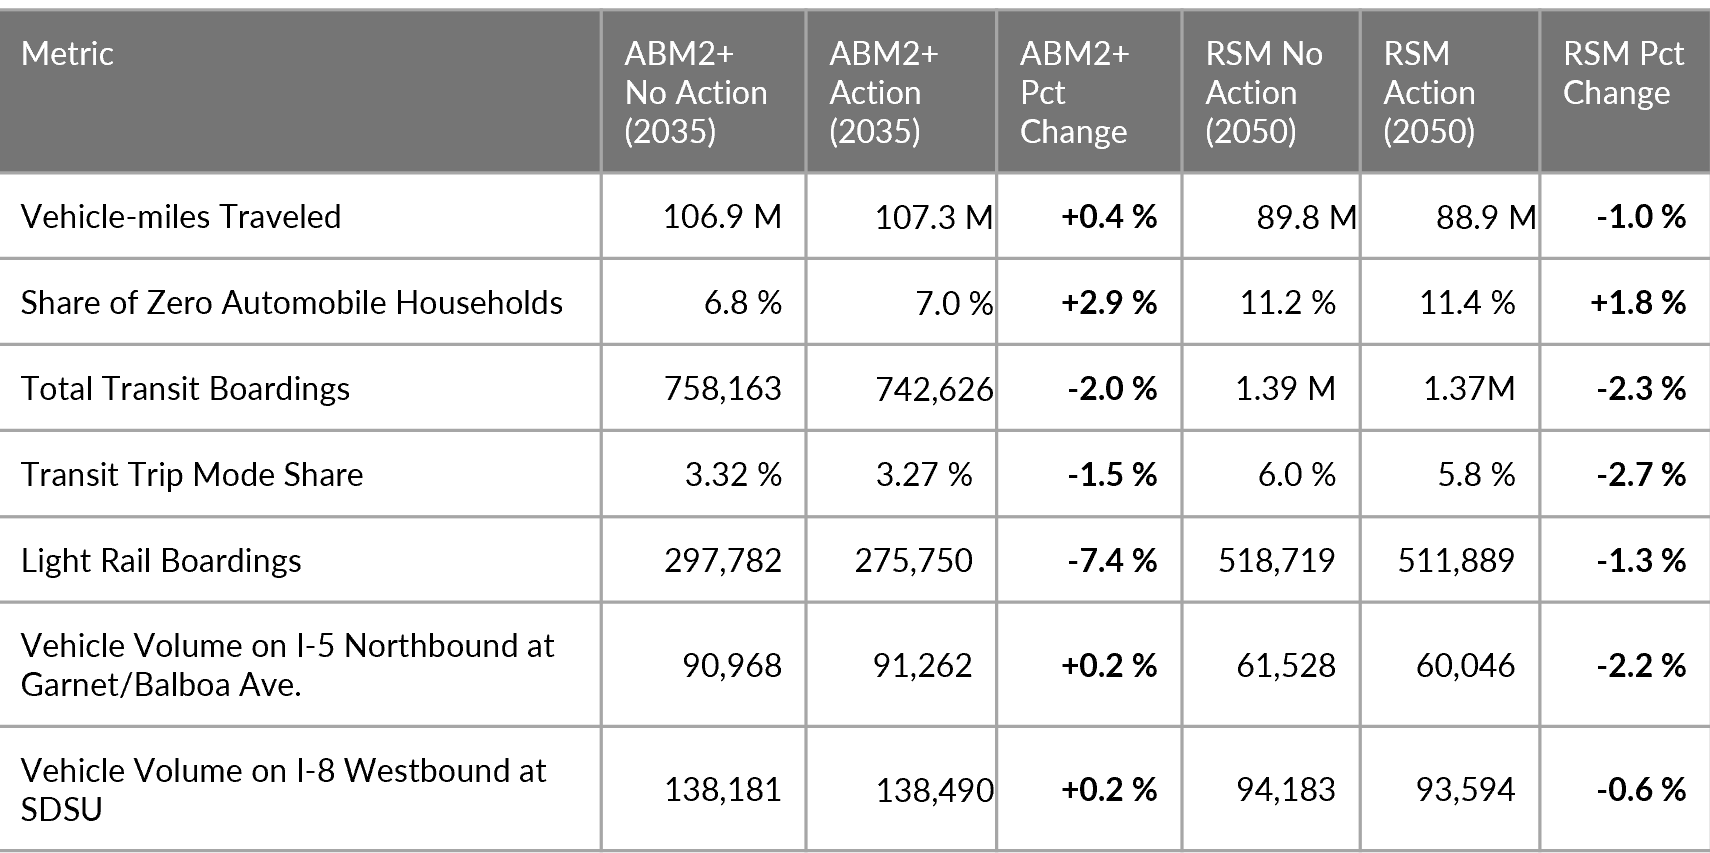 Metric ABM2+ No Action (2035) ABM2+ Action (2035) ABM2+ Pct Change RSM No Action (2050) RSM Action (2050) RSM Pct Change
Vehicle-miles Traveled 106.9 M 107.3 M +0.4 % 89.8 M 88.9 M -1.0 %
Share of Zero Automobile Households 6.8 % 7.0 % +2.9 % 11.2 % 11.4 % +1.8 %
Total Transit Boardings 758,163 742,626 -2.0 % 1.39 M 1.37M -2.3 %
Transit Trip Mode Share 3.32 % 3.27 % -1.5 % 6.0 % 5.8 % -2.7 %
Light Rail Boardings 297,782 275,750 -7.4 % 518,719 511,889 -1.3 %
Vehicle Volume on I-5 Northbound at Garnet/Balboa Ave. 90,968 91,262 +0.2 % 61,528 60,046 -2.2 %
Vehicle Volume on I-8 Westbound at SDSU 138,181 138,490 +0.2 % 94,183 93,594 -0.6 %